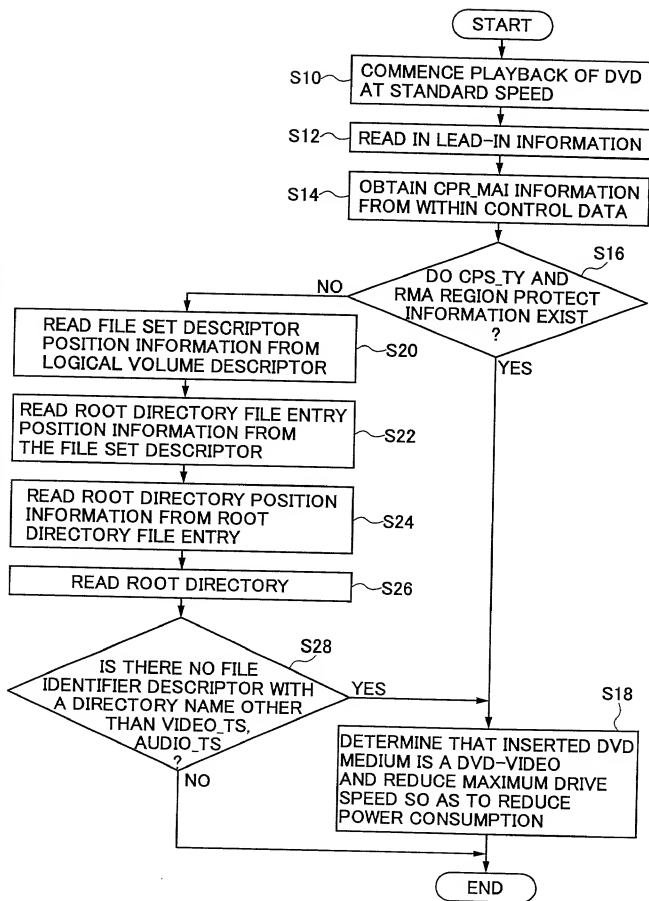 START
S10
COMMENCE PLAYBACK OF DVD
AT STANDARD SPEED
S12
READ IN LEAD-IN INFORMATION
S14
OBTAIN CPR_MAI INFORMATION
FROM WITHIN CONTROL DATA
S16
DO CPS_TY AND
RMA REGION PROTECT
INFORMATION EXIST
?
NO
YES
READ FILE SET DESCRIPTOR
POSITION INFORMATION FROM
LOGICAL VOLUME DESCRIPTOR
S20
READ ROOT DIRECTORY FILE ENTRY
POSITION INFORMATION FROM
THE FILE SET DESCRIPTOR
S22
READ ROOT DIRECTORY POSITION
INFORMATION FROM ROOT
DIRECTORY FILE ENTRY
S24
READ ROOT DIRECTORY
S26
S28
IS THERE NO FILE
IDENTIFIER DESCRIPTOR WITH
A DIRECTORY NAME OTHER
THAN VIDEO_TS,
AUDIO_TS
?
YES
NO
S18
DETERMINE THAT INSERTED DVD
MEDIUM IS A DVD-VIDEO
AND REDUCE MAXIMUM DRIVE
SPEED SO AS TO REDUCE
POWER CONSUMPTION
END